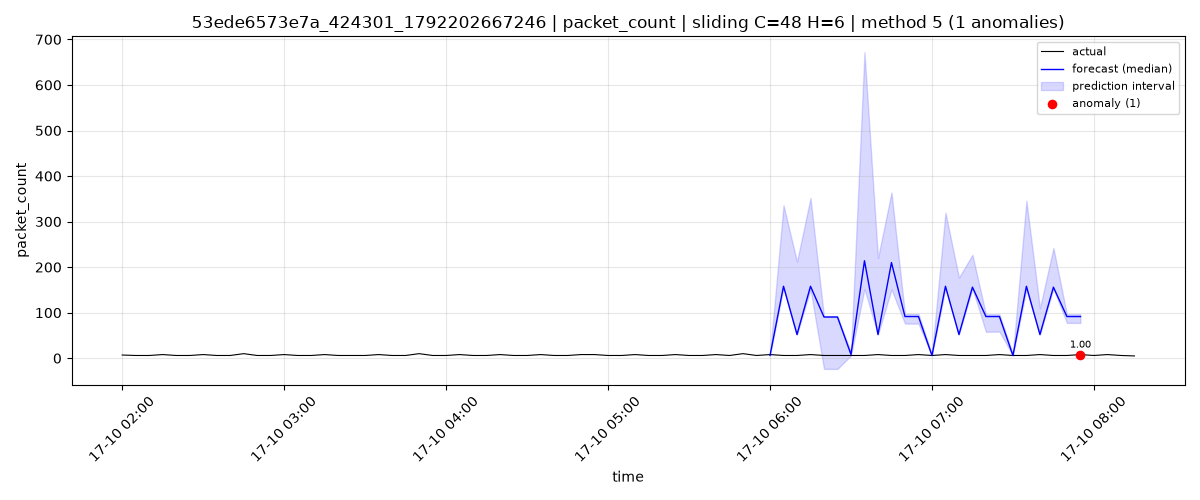 53ede6573e7a_424301_1792202667246 | packet_count | sliding C=48 H=6 | method 5 (1 anomalies)
packet_count
700
600
500
400
300
200
100
0
actual
forecast (median)
prediction interval
anomaly (1)
1.00
17-10 02:00
17-10 03:00
17-10 04:00
17-10 05:00
17-10 06:00
17-10 07:00
17-10 08:00
time